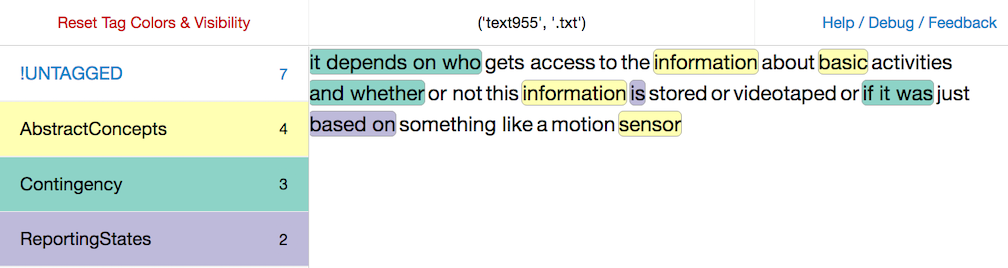 Reset Tag Colors & Visibility
('text955', '.txt')
Help / Debug / Feedback
!UNTAGGED 7
AbstractConcepts 4
Contingency 3
ReportingStates 2
it depends on who gets access to the information about basic activities
and whether or not this information is stored or videotaped or if it was just
based on something like a motion sensor